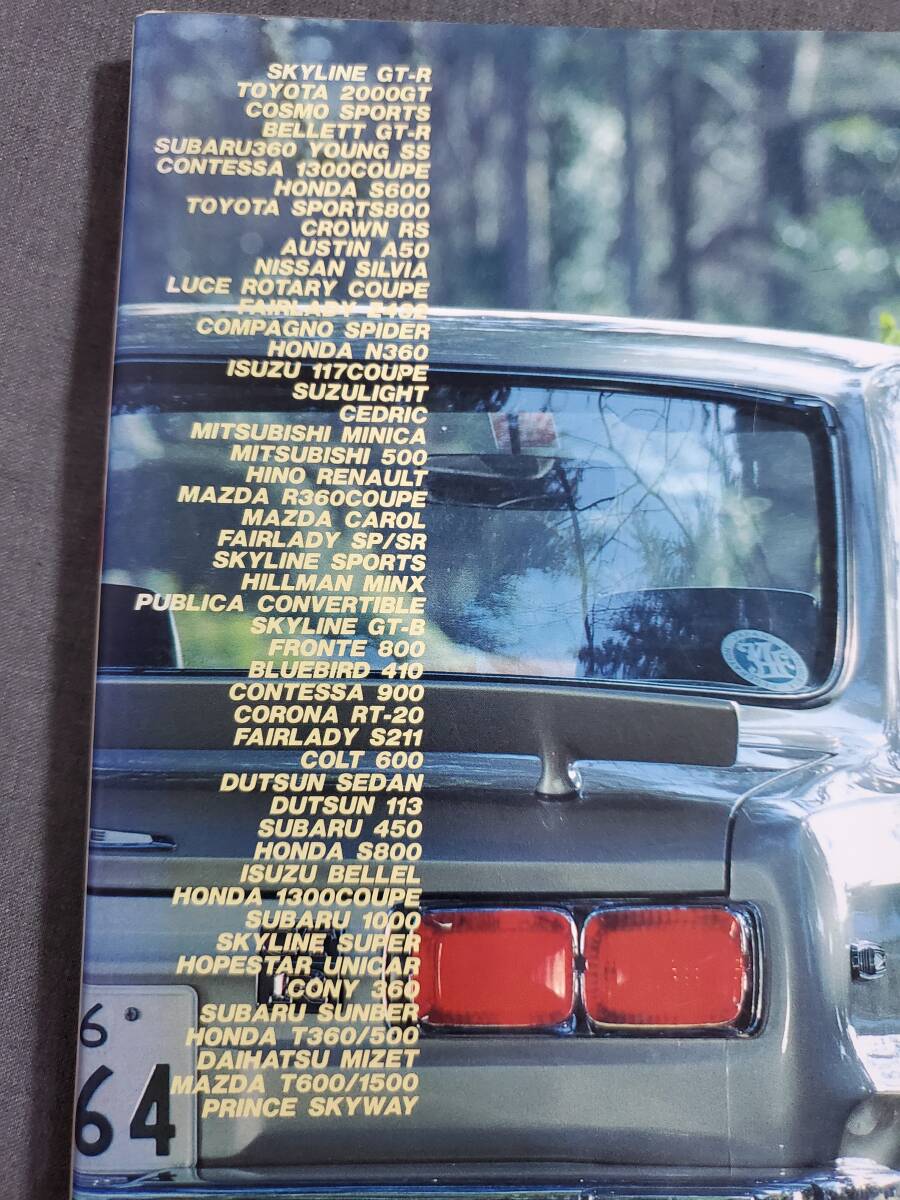 SKYLINE GT-R
TOYOTA 2000GT
COSMO SPORTS
BELLETT GT-R
SUBARU360 YOUNG SS
CONTESSA 1300COUPE
HONDA S600
TOYOTA SPORTS800
CROWN RS
AUSTIN A50
NISSAN SILVIA
LUCE ROTARY COUPE
FAIRLADY Z432
COMPAGNO SPIDER
HONDA N360
ISUZU 117COUPE
SUZULIGHT
CEDRIC
MITSUBISHI MINICA
MITSUBISHI 500
HINO RENAULT
MAZDA R360COUPE
MAZDA CAROL
FAIRLADY SP/SR
SKYLINE SPORTS
HILLMAN MINX
PUBLICA CONVERTIBLE
SKYLINE GT-B
FRONTE 800
BLUEBIRD 410
CONTESSA 900
CORONA RT-20
FAIRLADY S211
COLT 600
DUTSUN SEDAN
DUTSUN 113
SUBARU 450
HONDA S800
ISUZU BELLEL
HONDA 1300COUPE
SUBARU 1000
SKYLINE SUPER
HOPESTAR UNICAR
CONY 360
SUBARU SUNBER
HONDA T360/500
DAIHATSU MIZET
MAZDA T600/1500
PRINCE SKYWAY
6
64